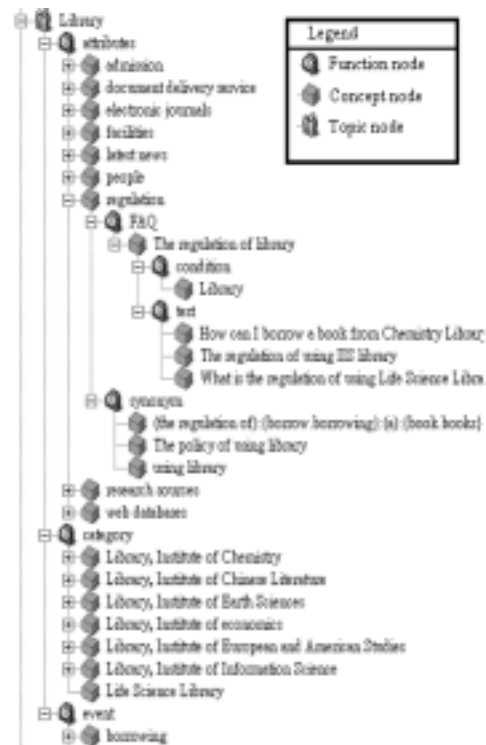 Library
attributes
admission
document delivery service
electronic journals
facilities
latest news
people
regulation
FAQ
The regulation of library
condition
Library
text
How can I borrow a book from Chemistry Library
The regulation of using IIS library
What is the regulation of using Life Science Libra
synonym
(the regulation of) (borrow borrowing) (a) (book books)
The policy of using library
using library
research sources
web databases
category
Library, Institute of Chemistry
Library, Institute of Chinese Literature
Library, Institute of Earth Sciences
Library, Institute of economics
Library, Institute of European and American Studies
Library, Institute of Information Science
Life Science Library
event
borrowing
Legend
Function node
Concept node
Topic node